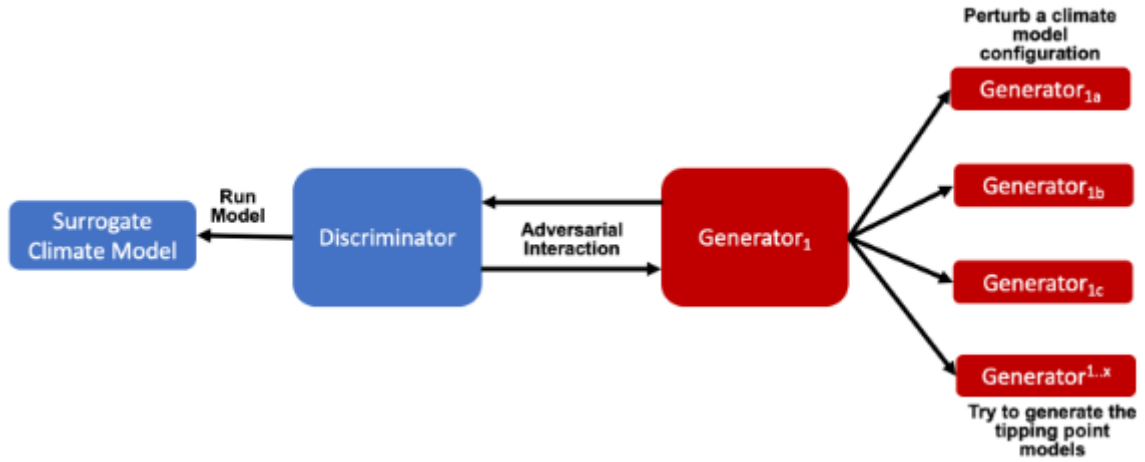 Perturb a climate
model
configuration
Generator₁ₐ
Generator₁b
Generator₁c
Generator¹··ˣ
Try to generate the
tipping point
models
Generator₁
Adversarial
Interaction
Discriminator
Run
Model
Surrogate
Climate Model